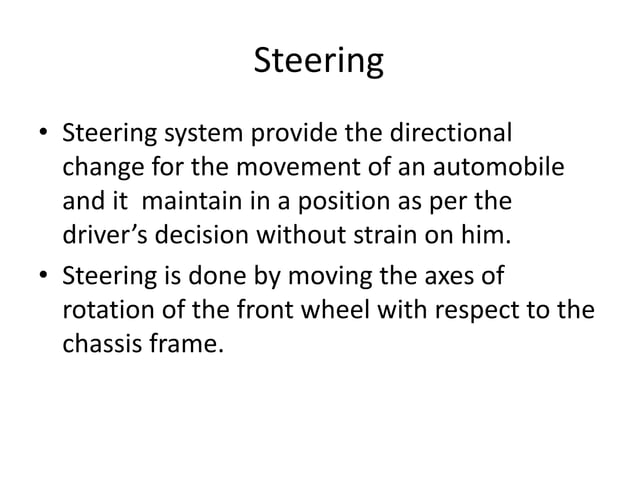 Steering
• Steering system provide the directional
change for the movement of an automobile
and it  maintain in a position as per the
driver’s decision without strain on him.
• Steering is done by moving the axes of
rotation of the front wheel with respect to the
chassis frame.